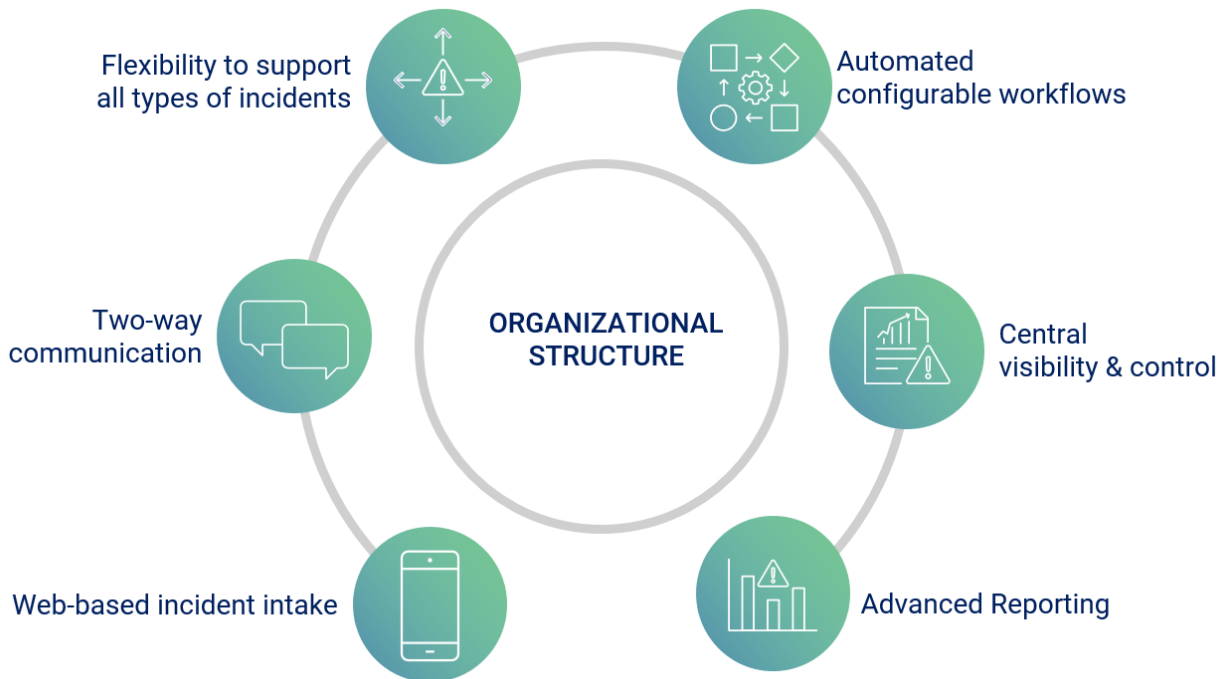 Flexibility to support
all types of incidents
Automated
configurable workflows
Two-way
communication
ORGANIZATIONAL
STRUCTURE
Central
visibility & control
Web-based incident intake
Advanced Reporting